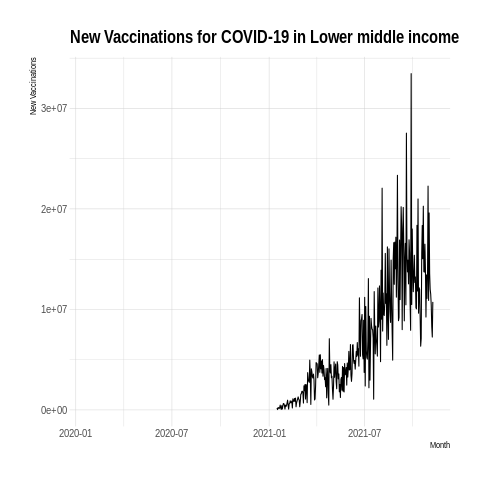 New Vaccinations for COVID-19 in Lower middle income
New Vaccinations
3e+07
2e+07
1e+07
0e+00
2020-01 2020-07 2021-01 2021-07
Month